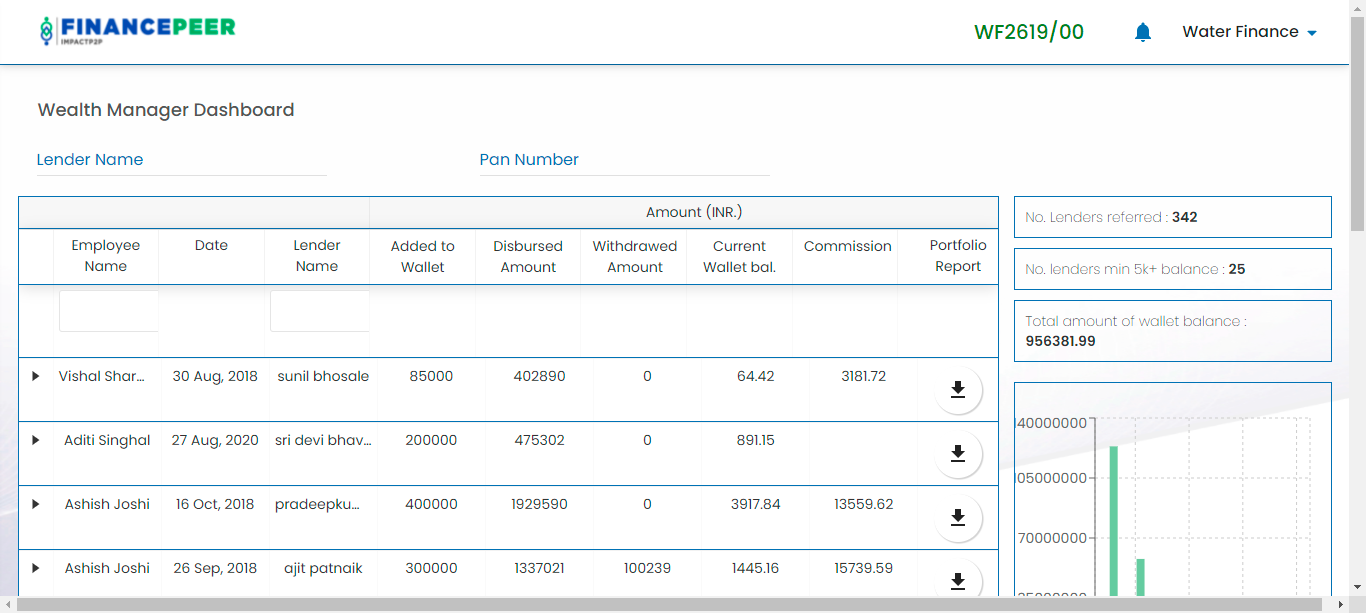 FINANCEPEER
IMPACTP2P
WF2619/00
Water Finance
Wealth Manager Dashboard
Lender Name
Pan Number
Amount (INR.)
Employee Name
Date
Lender Name
Added to Wallet
Disbursed Amount
Withdrawed Amount
Current Wallet bal.
Commission
Portfolio Report
Vishal Shar... 30 Aug, 2018 sunil bhosale 85000 402890 0 64.42 3181.72
Aditi Singhal 27 Aug, 2020 sri devi bhav... 200000 475302 0 891.15
Ashish Joshi 16 Oct, 2018 pradeepku... 400000 1929590 0 3917.84 13559.62
Ashish Joshi 26 Sep, 2018 ajit patnaik 300000 1337021 100239 1445.16 15739.59
No. Lenders referred : 342
No. lenders min 5k+ balance : 25
Total amount of wallet balance :
956381.99
40000000
05000000
70000000